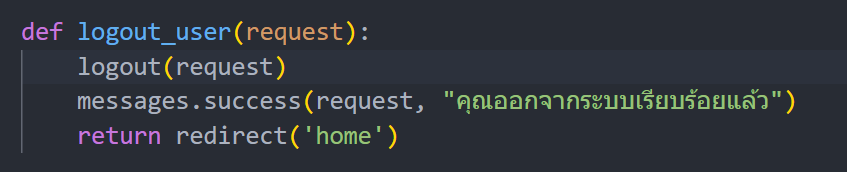 def logout_user(request):
    logout(request)
    messages.success(request, "คุณออกจากระบบเรียบร้อยแล้ว")
    return redirect('home')